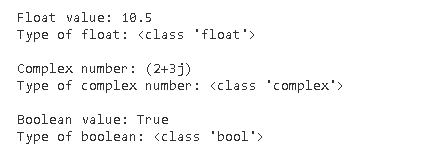 Float value: 10.5
Type of float: <class 'float'>
Complex number: (2+3j)
Type of complex number: <class 'complex'>
Boolean value: True
Type of boolean: <class 'bool'>